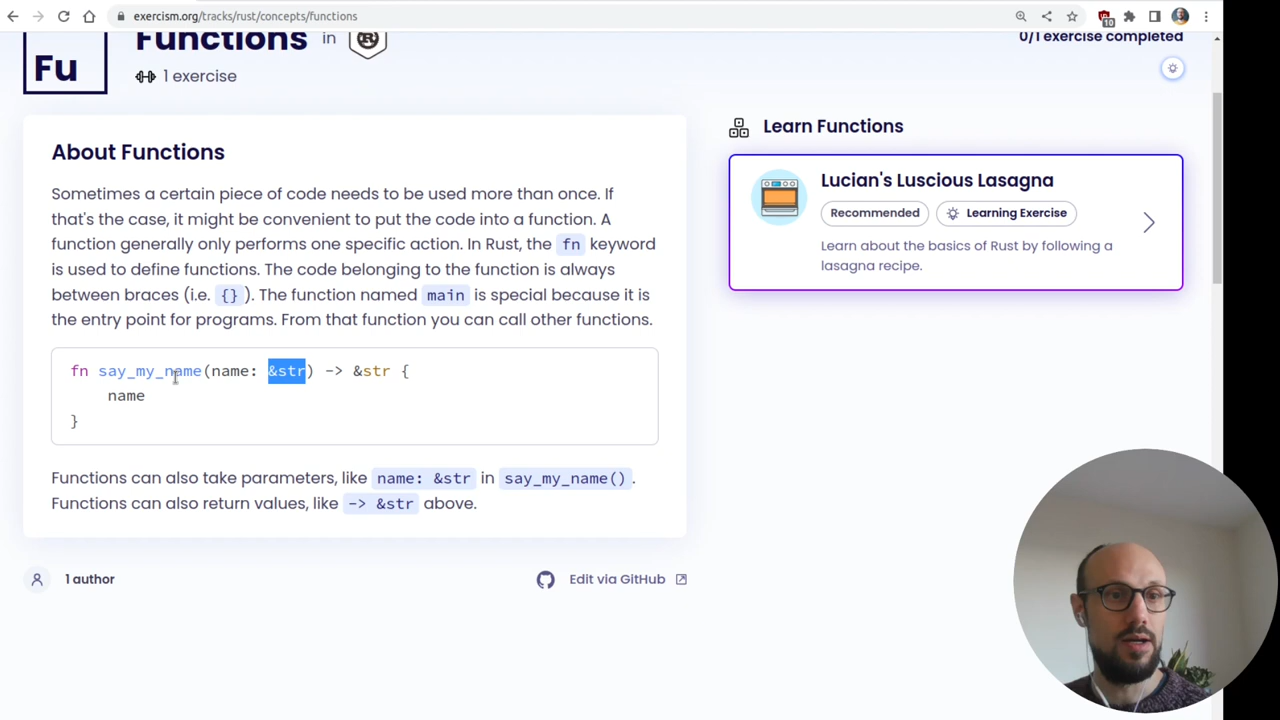 exercism.org/tracks/rust/concepts/functions
10
Fu
Functions in
1 exercise
0/1 exercise completed
About Functions
Sometimes a certain piece of code needs to be used more than once. If
that's the case, it might be convenient to put the code into a function. A
function generally only performs one specific action. In Rust, the fn keyword
is used to define functions. The code belonging to the function is always
between braces (i.e. {} ). The function named main is special because it is
the entry point for programs. From that function you can call other functions.
fn say_my_name(name: &str) -> &str {
name
}
Functions can also take parameters, like name: &str in say_my_name() .
Functions can also return values, like -> &str above.
1 author
Edit via GitHub
Learn Functions
Lucian's Luscious Lasagna
Recommended
Learning Exercise
Learn about the basics of Rust by following a
lasagna recipe.